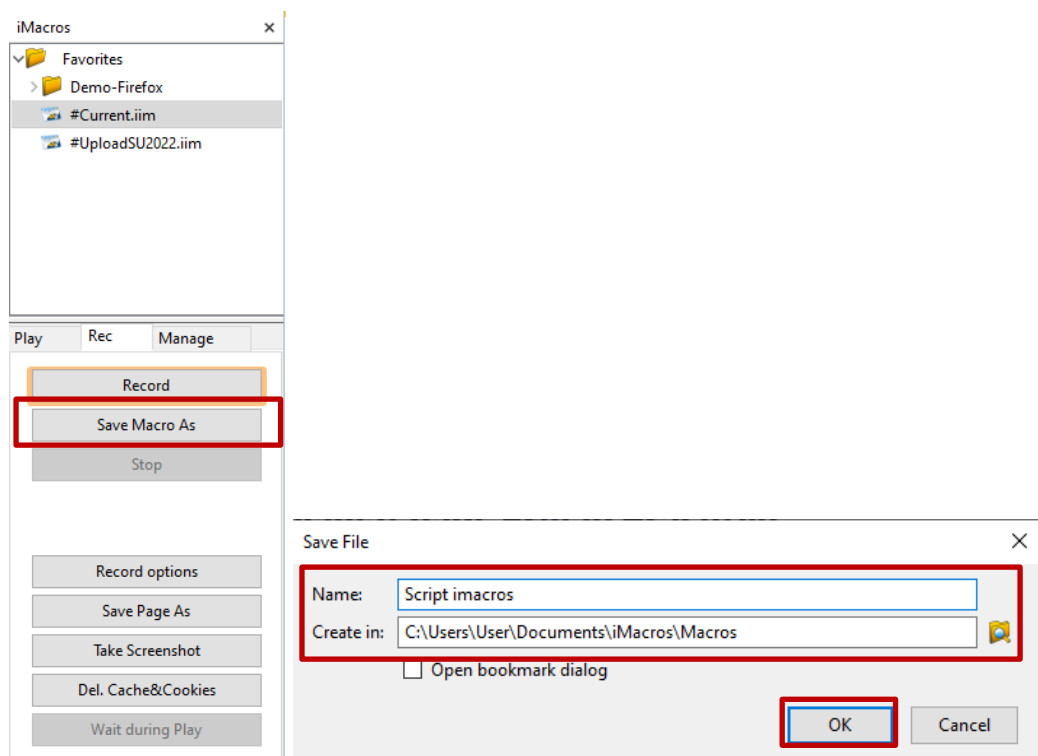 iMacros
Favorites
Demo-Firefox
#Current.iim
#UploadSU2022.iim
Play Rec Manage
Record
Save Macro As
Stop
Record options
Save Page As
Take Screenshot
Del. Cache&Cookies
Wait during Play
Save File
Name: Script imacros
Create in: C:\Users\User\Documents\iMacros\Macros
Open bookmark dialog
OK Cancel